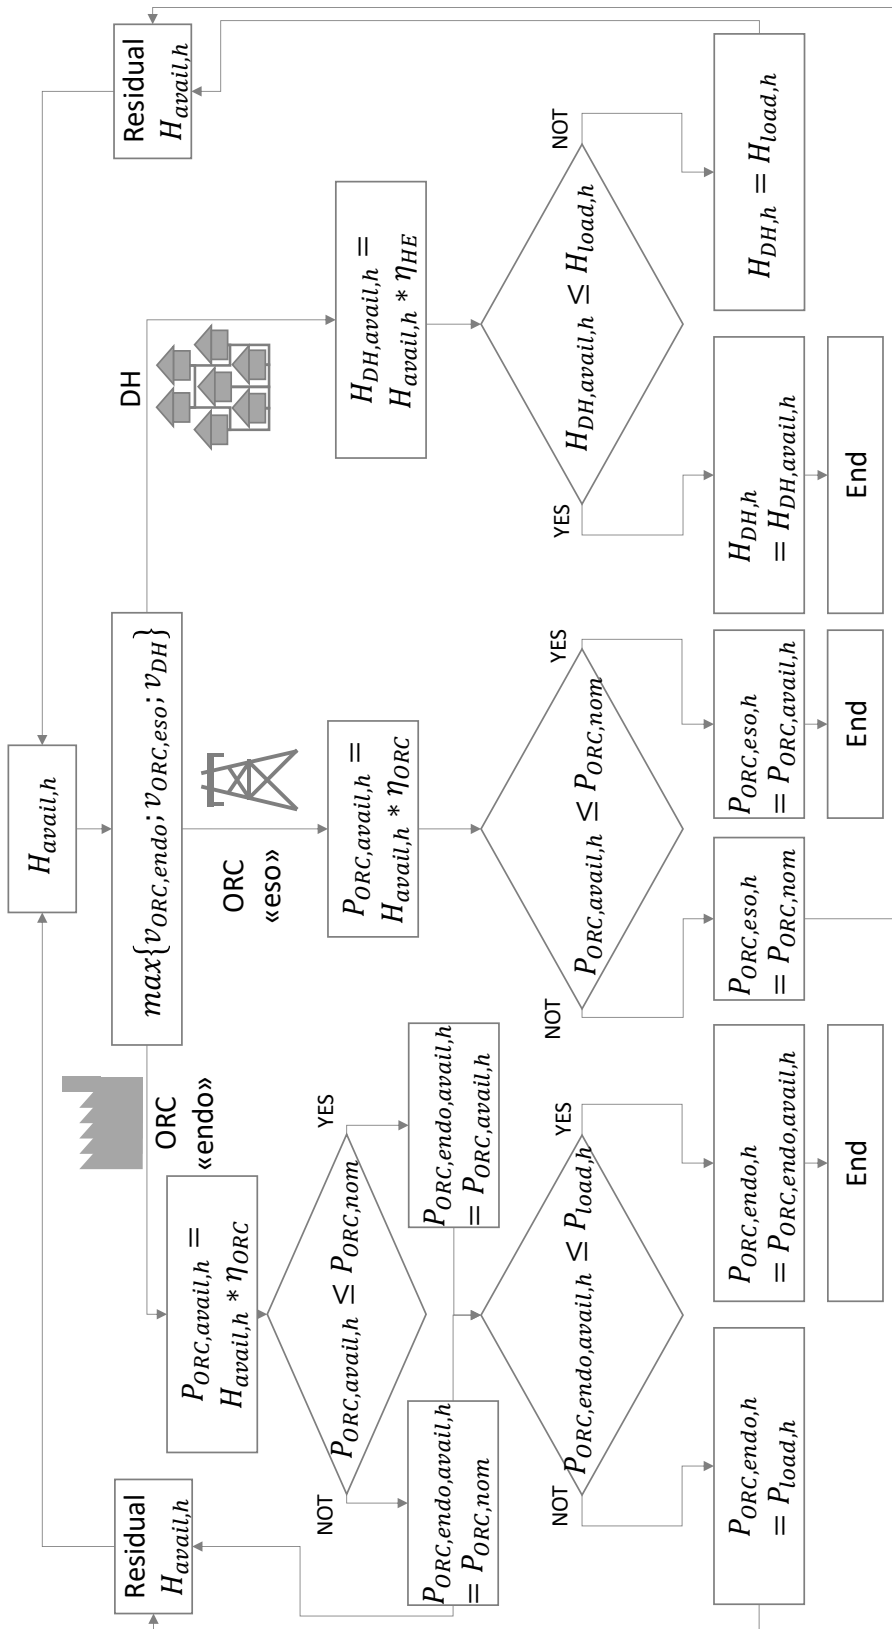 H_{avail,h}
Residual
H_{avail,h}
Residual
H_{avail,h}
max{v_{ORC,endo}; v_{ORC,eso}; v_{DH}}
ORC
«endo»
ORC
«eso»
DH
P_{ORC,avail,h} =
H_{avail,h} * η_{ORC}
P_{ORC,avail,h} ≤ P_{ORC,nom}
NOT
YES
P_{ORC,endo,avail,h}
= P_{ORC,nom}
P_{ORC,endo,avail,h}
= P_{ORC,avail,h}
P_{ORC,endo,avail,h} ≤ P_{load,h}
NOT
YES
P_{ORC,endo,h}
= P_{load,h}
P_{ORC,endo,h}
= P_{ORC,endo,avail,h}
End
P_{ORC,avail,h} =
H_{avail,h} * η_{ORC}
P_{ORC,avail,h} ≤ P_{ORC,nom}
NOT
YES
P_{ORC,eso,h}
= P_{ORC,nom}
P_{ORC,eso,h}
= P_{ORC,avail,h}
End
H_{DH,avail,h} =
H_{avail,h} * η_{HE}
H_{DH,avail,h} ≤ H_{load,h}
YES
NOT
H_{DH,h}
= H_{DH,avail,h}
End
H_{DH,h} = H_{load,h}